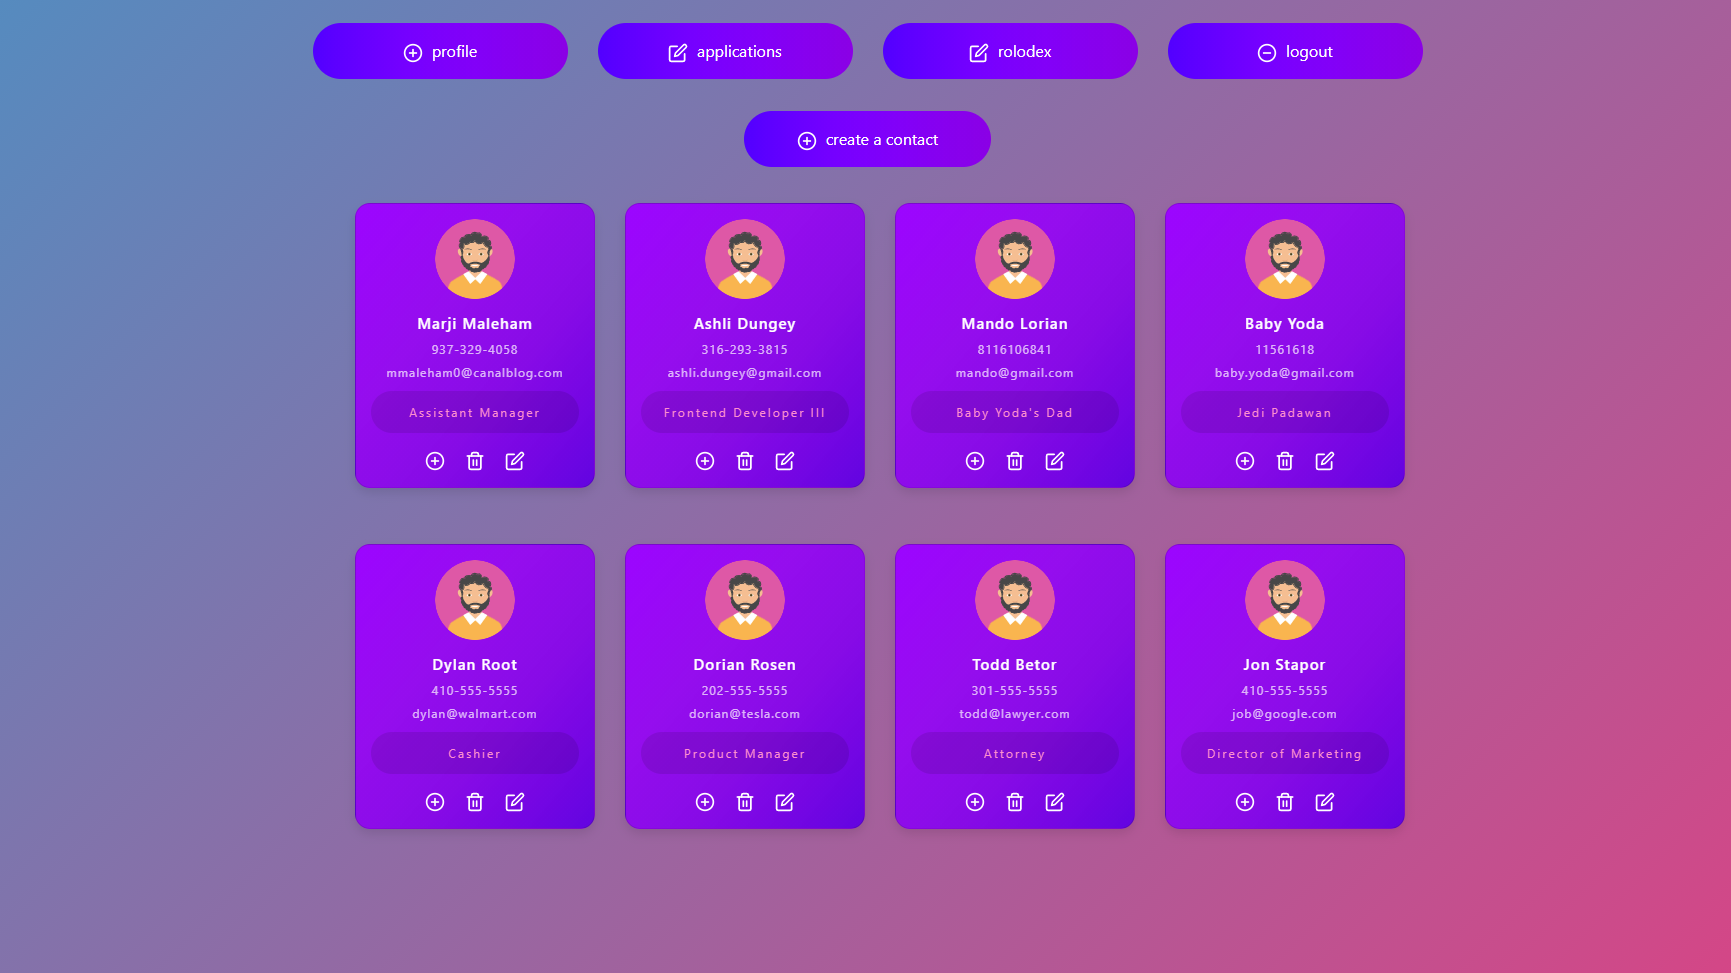 profile
applications
rolodex
logout
create a contact
Marji Maleham
937-329-4058
mmaleham0@canalblog.com
Assistant Manager
Ashli Dungey
316-293-3815
ashli.dungey@gmail.com
Frontend Developer III
Mando Lorian
8116106841
mando@gmail.com
Baby Yoda's Dad
Baby Yoda
11561618
baby.yoda@gmail.com
Jedi Padawan
Dylan Root
410-555-5555
dylan@walmart.com
Cashier
Dorian Rosen
202-555-5555
dorian@tesla.com
Product Manager
Todd Betor
301-555-5555
todd@lawyer.com
Attorney
Jon Stapor
410-555-5555
job@google.com
Director of Marketing